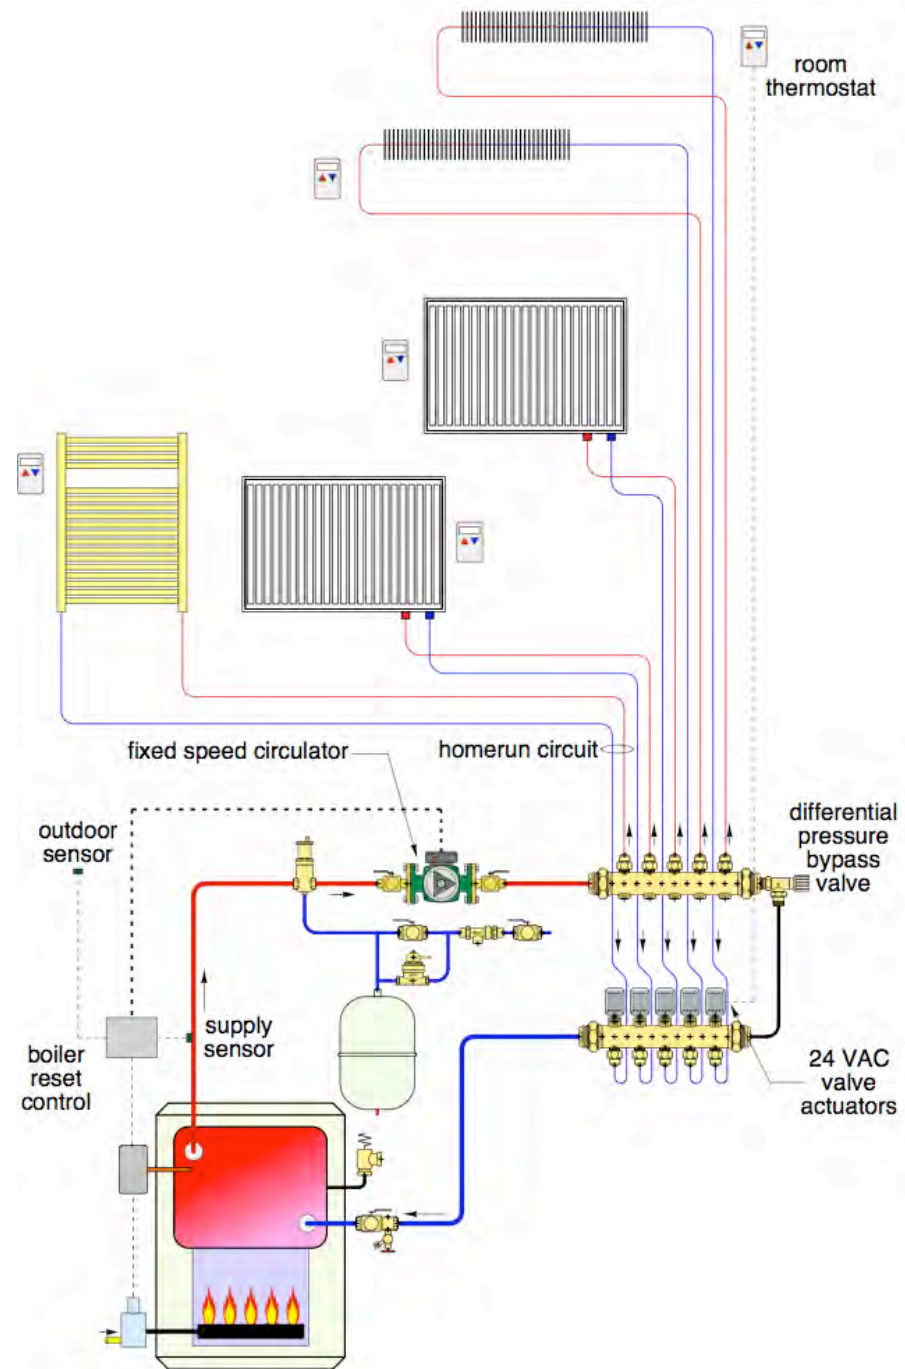 room
thermostat
fixed speed circulator
homerun circuit
outdoor
sensor
differential
pressure
bypass
valve
supply
sensor
boiler
reset
control
24 VAC
valve
actuators